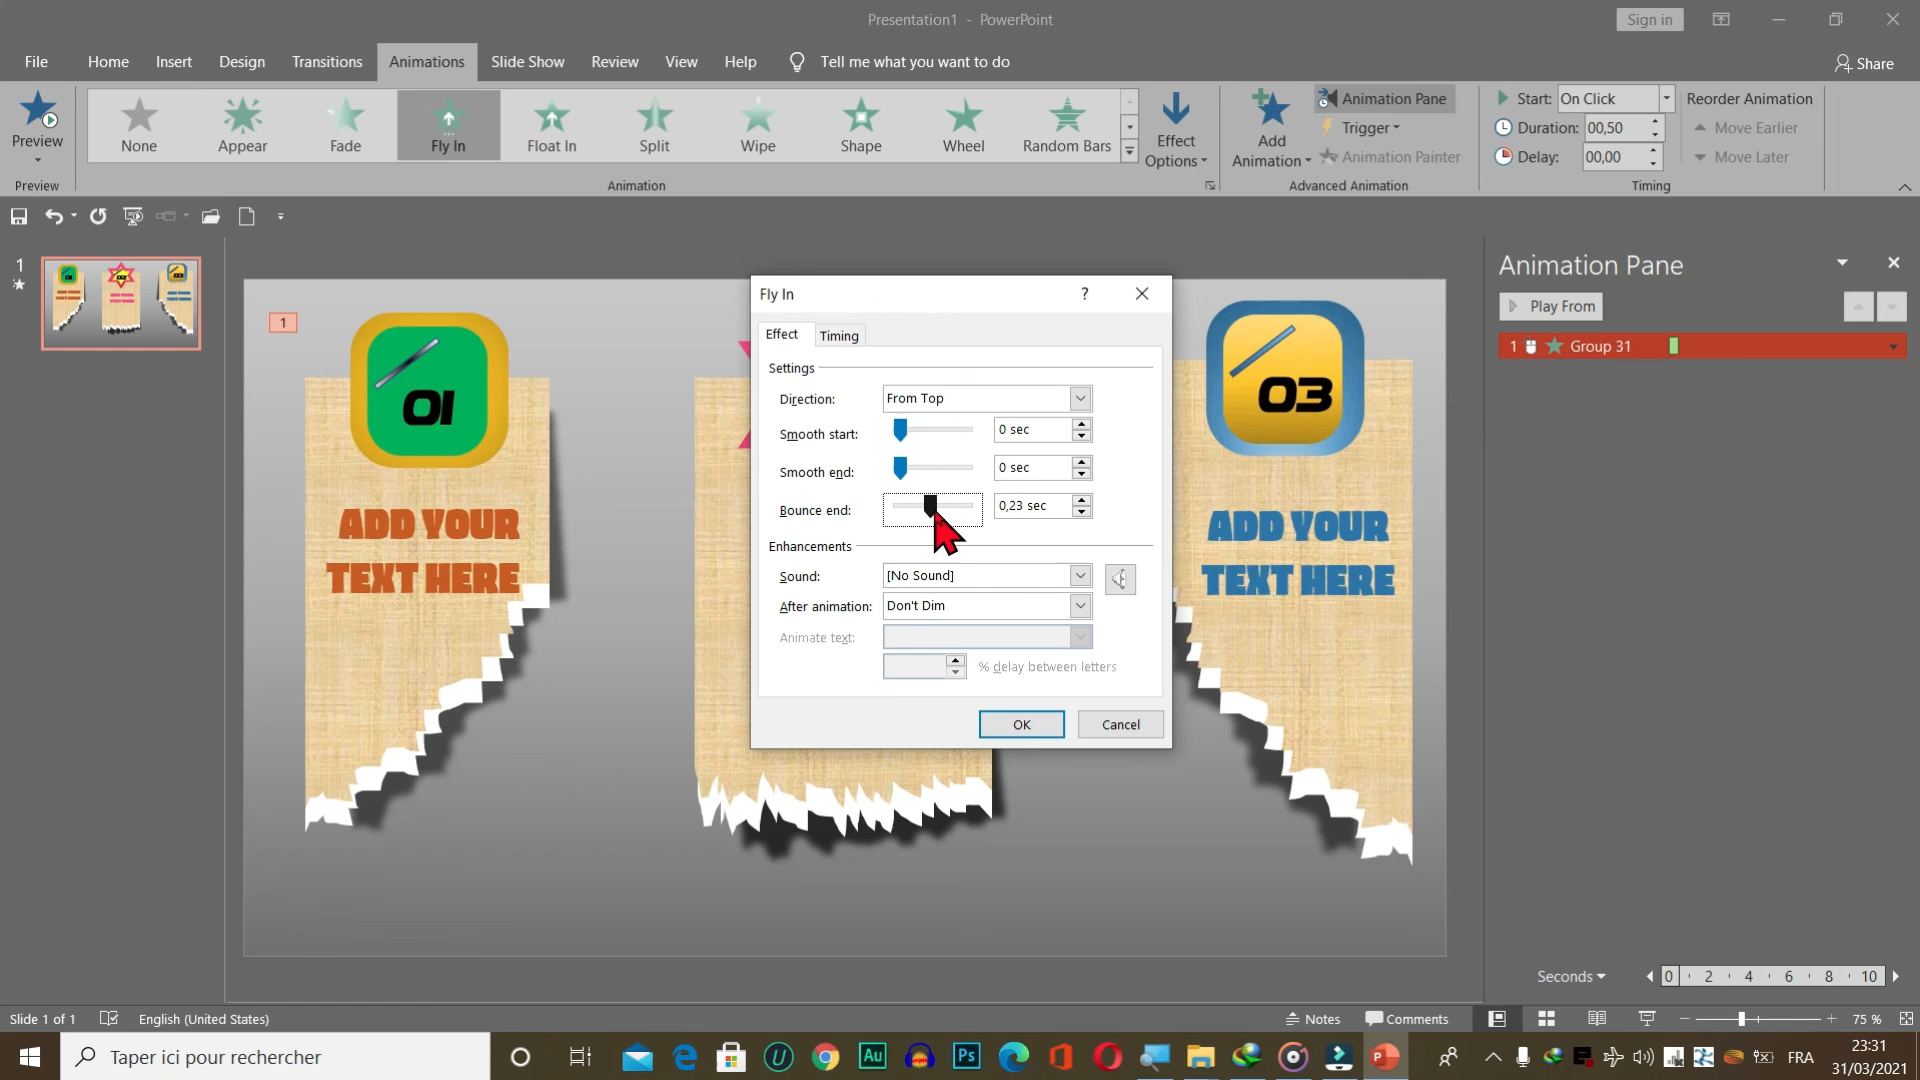 Presentation1 - PowerPoint
Sign in
File
Home
Insert
Design
Transitions
Animations
Slide Show
Review
View
Help
Tell me what you want to do
Share
Preview
None
Appear
Fade
Fly In
Float In
Split
Wipe
Shape
Wheel
Random Bars
Effect
Options
Add
Animation
Animation Pane
Trigger
Animation Painter
Start: On Click
Duration: 00,50
Delay: 00,00
Reorder Animation
Move Earlier
Move Later
Preview
Animation
Advanced Animation
Timing
1
1
01
ADD YOUR
TEXT HERE
03
ADD YOUR
TEXT HERE
Fly In
?
Effect
Timing
Settings
Direction: From Top
Smooth start: 0 sec
Smooth end: 0 sec
Bounce end: 0,23 sec
Enhancements
Sound: [No Sound]
After animation: Don't Dim
Animate text:
% delay between letters
OK
Cancel
Animation Pane
Play From
1 Group 31
Seconds
0 2 4 6 8 10
Slide 1 of 1
English (United States)
Notes
Comments
75 %
Taper ici pour rechercher
Au
Ps
FRA
23:31
31/03/2021